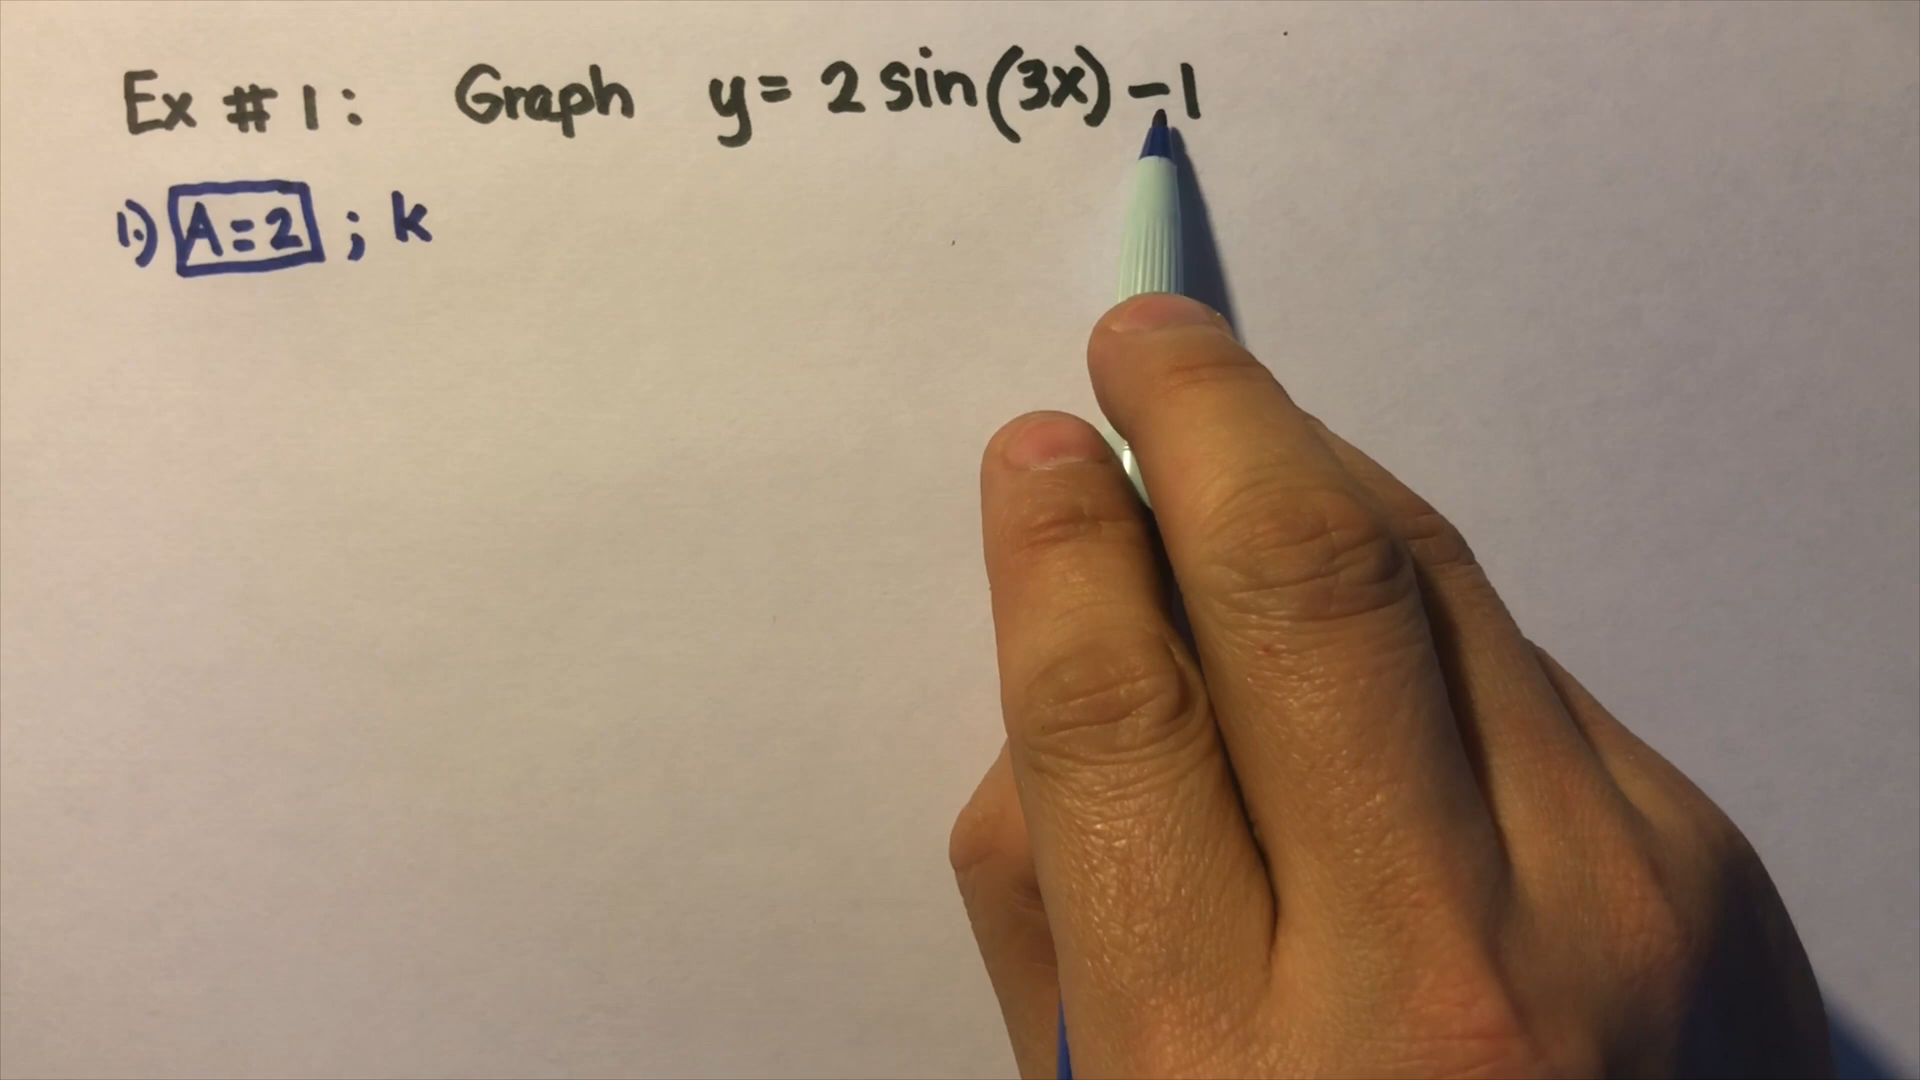 Ex # 1: Graph y = 2 sin(3x) - 1
1.) A = 2 ; k